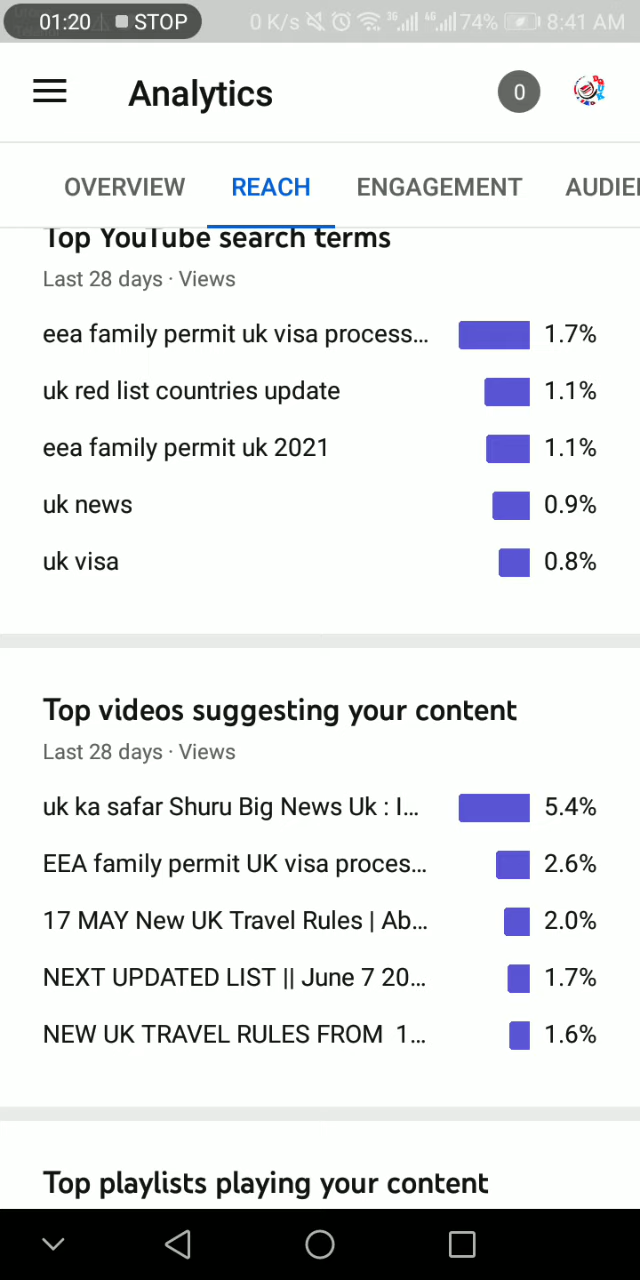 01:20 STOP 0 K/s 3G 4G 74% 8:41 AM
Analytics 0
OVERVIEW REACH ENGAGEMENT AUDIE
Top YouTube search terms
Last 28 days · Views
eea family permit uk visa process... 1.7%
uk red list countries update 1.1%
eea family permit uk 2021 1.1%
uk news 0.9%
uk visa 0.8%
Top videos suggesting your content
Last 28 days · Views
uk ka safar Shuru Big News Uk : I... 5.4%
EEA family permit UK visa proces... 2.6%
17 MAY New UK Travel Rules | Ab... 2.0%
NEXT UPDATED LIST || June 7 20... 1.7%
NEW UK TRAVEL RULES FROM 1... 1.6%
Top playlists playing your content